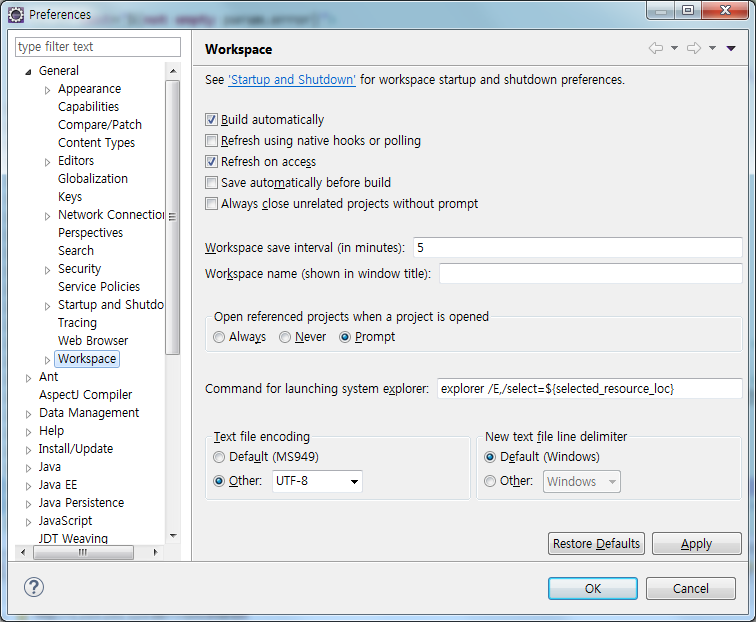 Preferences
type filter text
General
Appearance
Capabilities
Compare/Patch
Content Types
Editors
Globalization
Keys
Network Connection
Perspectives
Search
Security
Service Policies
Startup and Shutdo
Tracing
Web Browser
Workspace
Ant
AspectJ Compiler
Data Management
Help
Install/Update
Java
Java EE
Java Persistence
JavaScript
JDT Weaving
Workspace
See 'Startup and Shutdown' for workspace startup and shutdown preferences.
Build automatically
Refresh using native hooks or polling
Refresh on access
Save automatically before build
Always close unrelated projects without prompt
Workspace save interval (in minutes): 5
Workspace name (shown in window title):
Open referenced projects when a project is opened
Always Never Prompt
Command for launching system explorer: explorer /E,/select=${selected_resource_loc}
Text file encoding
Default (MS949)
Other: UTF-8
New text file line delimiter
Default (Windows)
Other: Windows
Restore Defaults Apply
OK Cancel